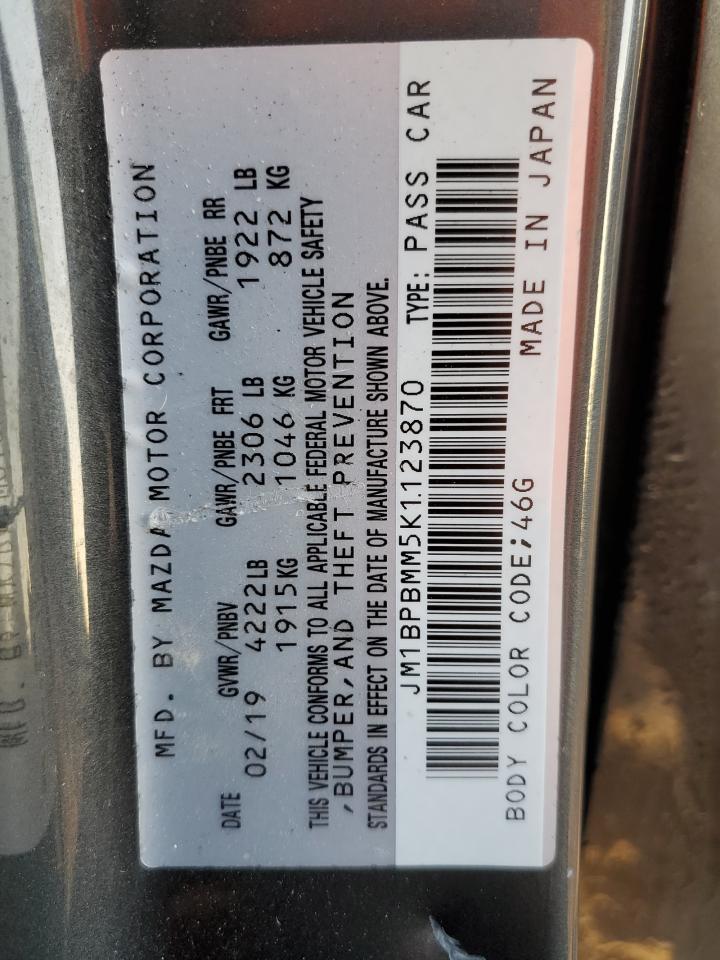 MFD. BY MAZDA MOTOR CORPORATION
DATE GVWR/PNBV GAWR/PNBE FRT GAWR/PNBE RR
02/19 4222LB 2306 LB 1922 LB
1915KG 1046 KG 872 KG
THIS VEHICLE CONFORMS TO ALL APPLICABLE FEDERAL MOTOR VEHICLE SAFETY
,BUMPER,AND THEFT PREVENTION
STANDARDS IN EFFECT ON THE DATE OF MANUFACTURE SHOWN ABOVE.
JM1BPBMM5K1123870 TYPE: PASS CAR
BODY COLOR CODE;46G MADE IN JAPAN